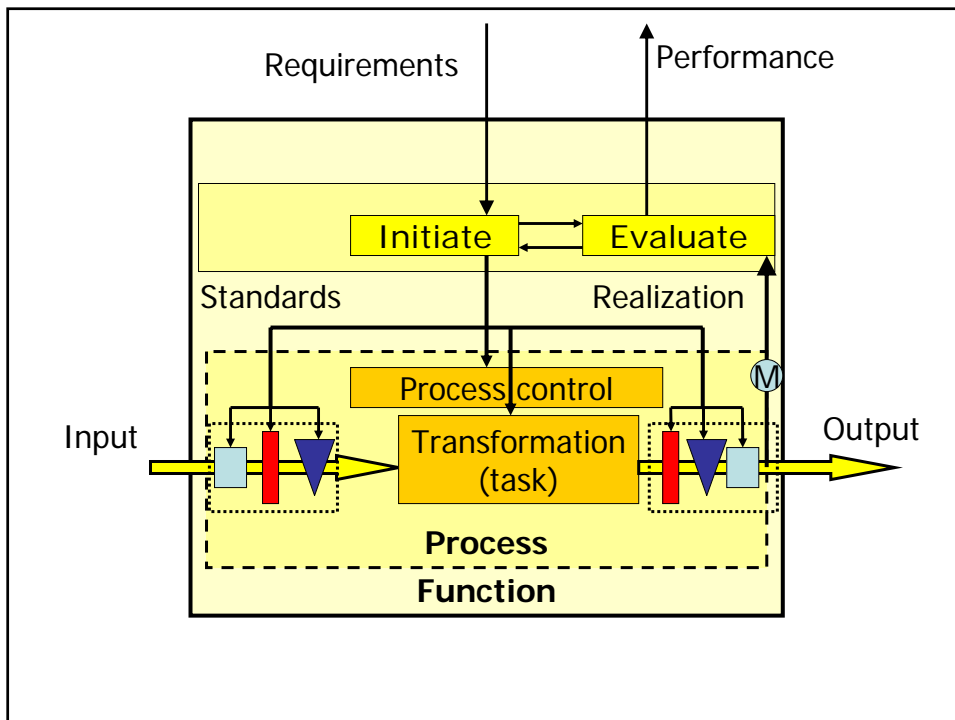 Requirements
Performance
Initiate
Evaluate
Standards
Realization
Process control
M
Input
Transformation
(task)
Output
Process
Function